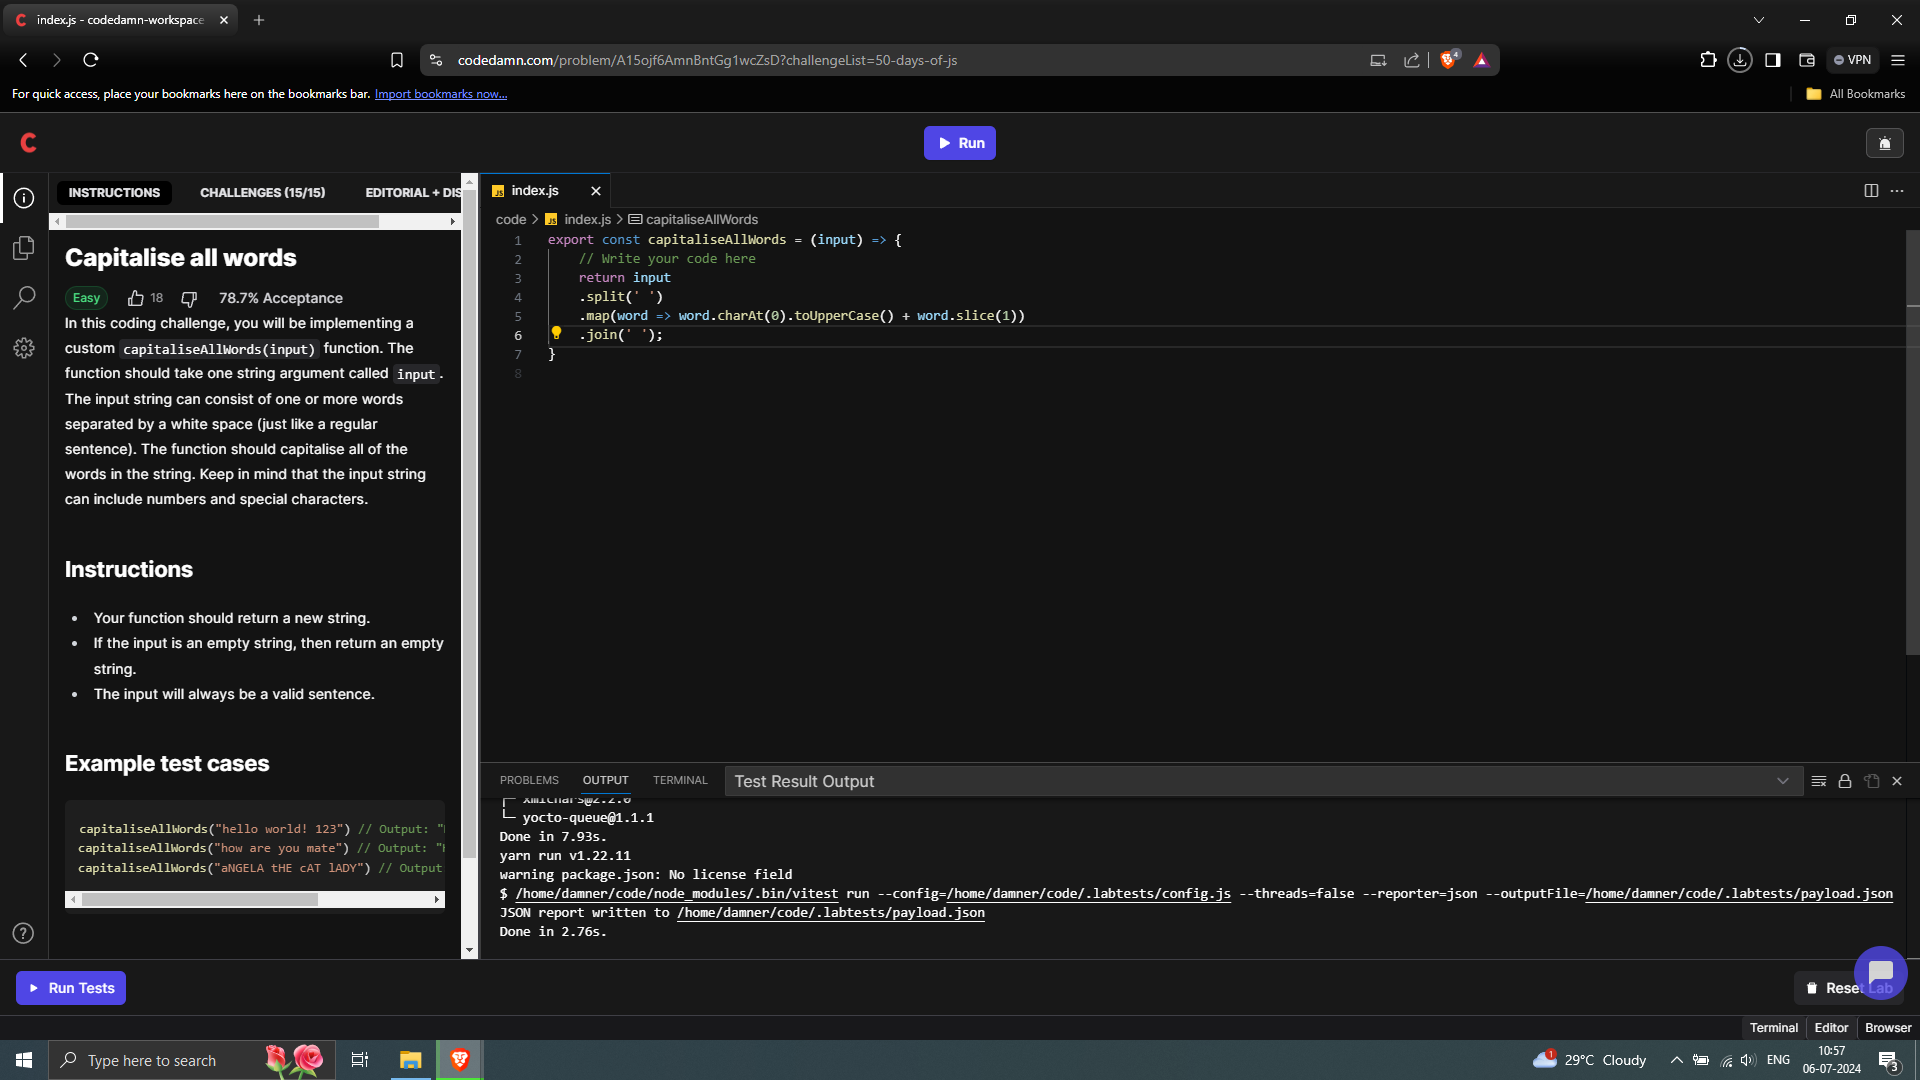 index.js - codedamn-workspace
codedamn.com/problem/A15ojf6AmnBntGg1wcZsD?challengeList=50-days-of-js
4
VPN
For quick access, place your bookmarks here on the bookmarks bar. Import bookmarks now...
All Bookmarks
Run
INSTRUCTIONS
CHALLENGES (15/15)
EDITORIAL + DIS
Capitalise all words
Easy
18
78.7% Acceptance
In this coding challenge, you will be implementing a
custom capitaliseAllWords(input) function. The
function should take one string argument called input.
The input string can consist of one or more words
separated by a white space (just like a regular
sentence). The function should capitalise all of the
words in the string. Keep in mind that the input string
can include numbers and special characters.
Instructions
• Your function should return a new string.
• If the input is an empty string, then return an empty
string.
• The input will always be a valid sentence.
Example test cases
capitaliseAllWords("hello world! 123") // Output: "
capitaliseAllWords("how are you mate") // Output: "
capitaliseAllWords("aNGELA tHE cAT lADY") // Output
Run Tests
JS index.js
code > JS index.js > capitaliseAllWords
1 export const capitaliseAllWords = (input) => {
2 // Write your code here
3 return input
4 .split(' ')
5 .map(word => word.charAt(0).toUpperCase() + word.slice(1))
6 .join(' ');
7 }
8
PROBLEMS
OUTPUT
TERMINAL
Test Result Output
xmlchars@2.2.0
└─ yocto-queue@1.1.1
Done in 7.93s.
yarn run v1.22.11
warning package.json: No license field
$ /home/damner/code/node_modules/.bin/vitest run --config=/home/damner/code/.labtests/config.js --threads=false --reporter=json --outputFile=/home/damner/code/.labtests/payload.json
JSON report written to /home/damner/code/.labtests/payload.json
Done in 2.76s.
Reset Lab
Terminal
Editor
Browser
Type here to search
1
29°C Cloudy
ENG
10:57
06-07-2024
3